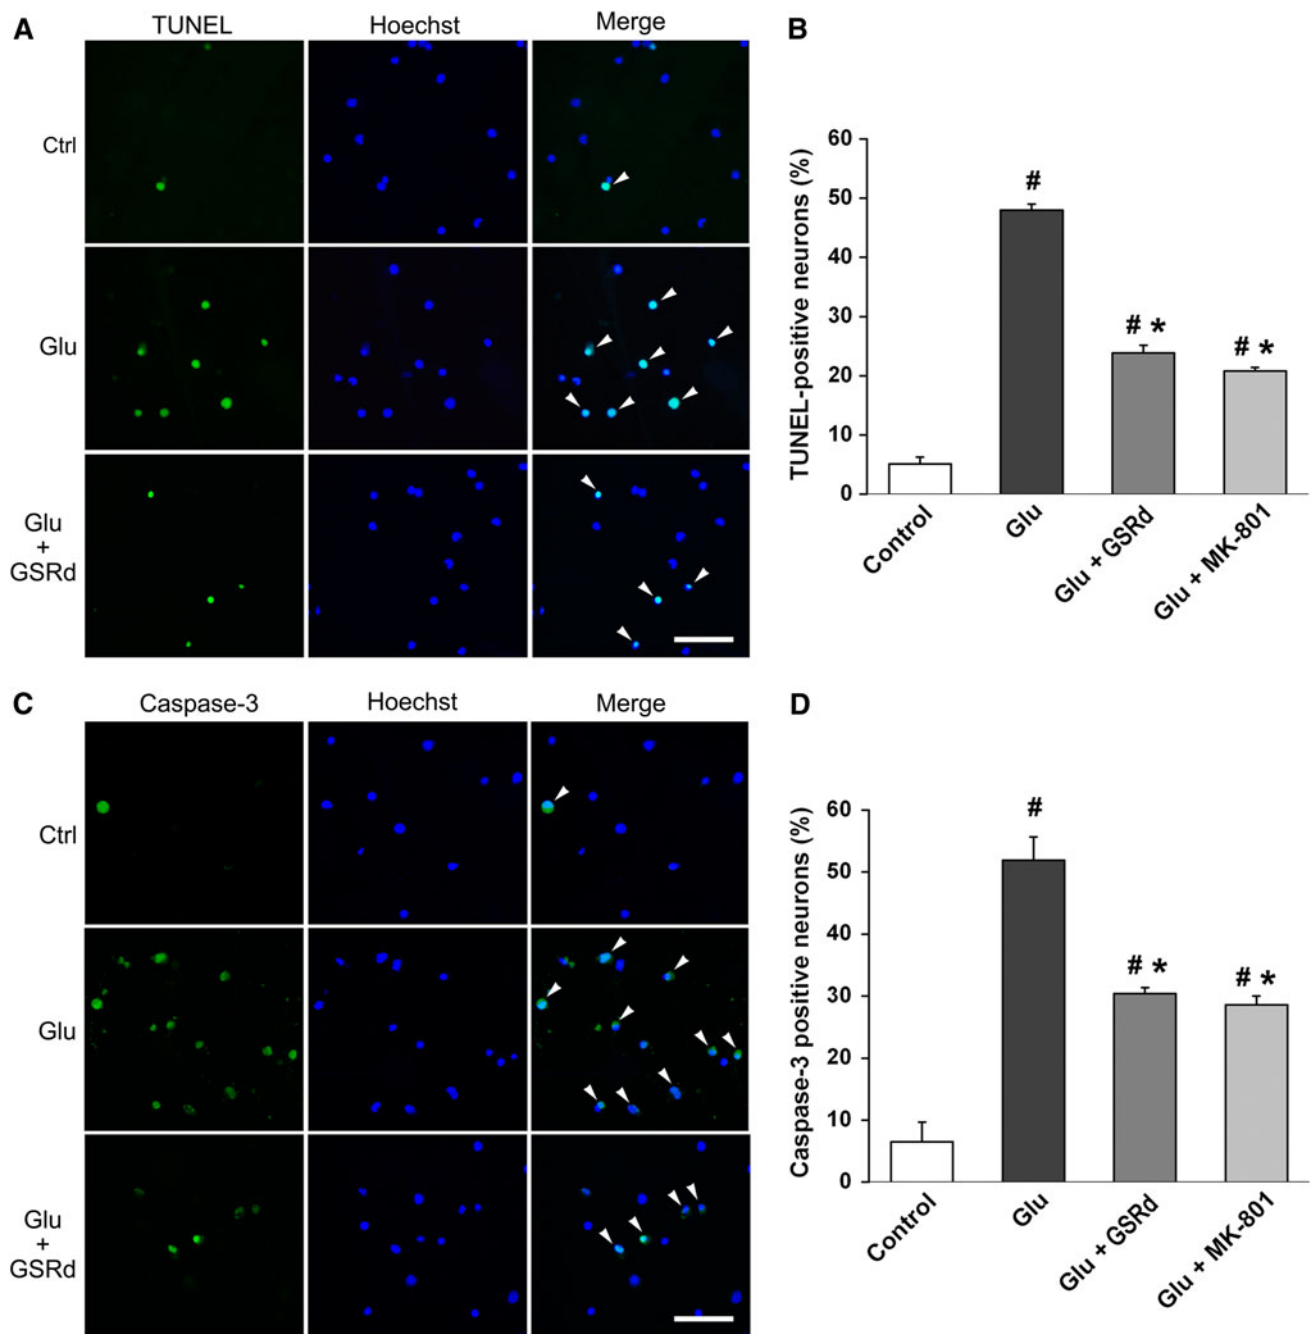 A
TUNEL Hoechst Merge
Ctrl
Glu
Glu
+
GSRd
B
TUNEL-positive neurons (%)
60
50
40
30
20
10
0
#
# *
# *
Control
Glu
Glu + GSRd
Glu + MK-801
C
Caspase-3 Hoechst Merge
Ctrl
Glu
Glu
+
GSRd
D
Caspase-3 positive neurons (%)
60
50
40
30
20
10
0
#
# *
# *
Control
Glu
Glu + GSRd
Glu + MK-801